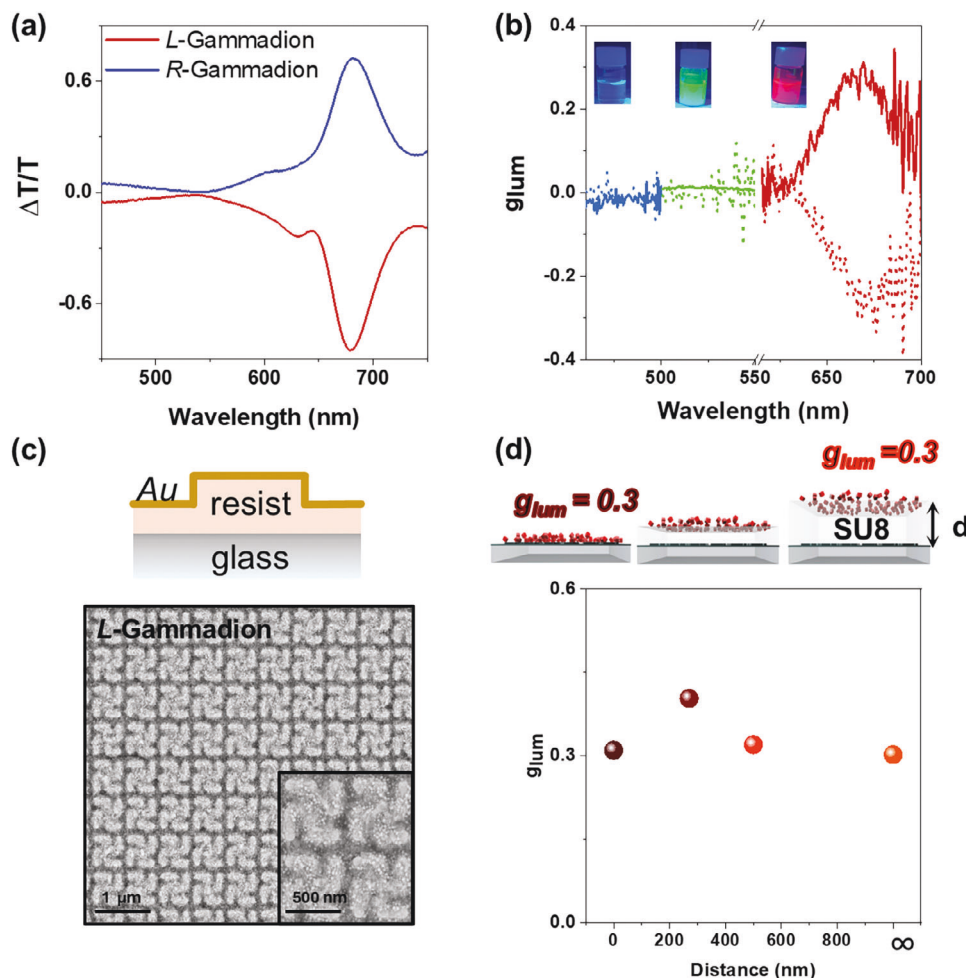 (a)
L-Gammadion
R-Gammadion
0.6
0.0
-0.6
ΔT/T
500
600
700
Wavelength (nm)
(b)
0.4
0.2
0.0
-0.2
-0.4
glum
500
550
650
700
Wavelength (nm)
(c)
Au
resist
glass
L-Gammadion
1 µm
500 nm
(d)
glum = 0.3
glum = 0.3
SU8
d
0.6
0.3
0.0
glum
0
200
400
600
800
∞
Distance (nm)